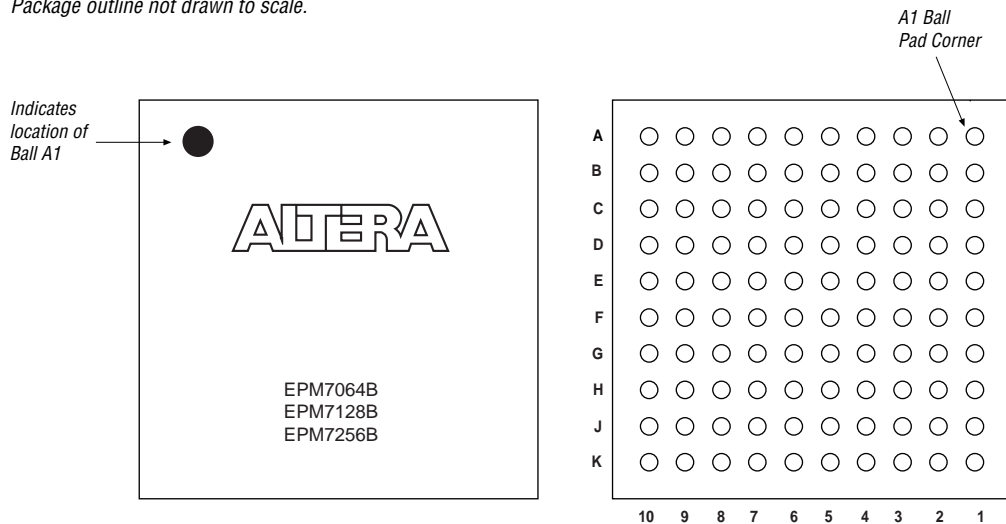 Package outline not drawn to scale.
A1 Ball
Pad Corner
Indicates
location of
Ball A1
ALTERA
EPM7064B
EPM7128B
EPM7256B
A
B
C
D
E
F
G
H
J
K
10 9 8 7 6 5 4 3 2 1